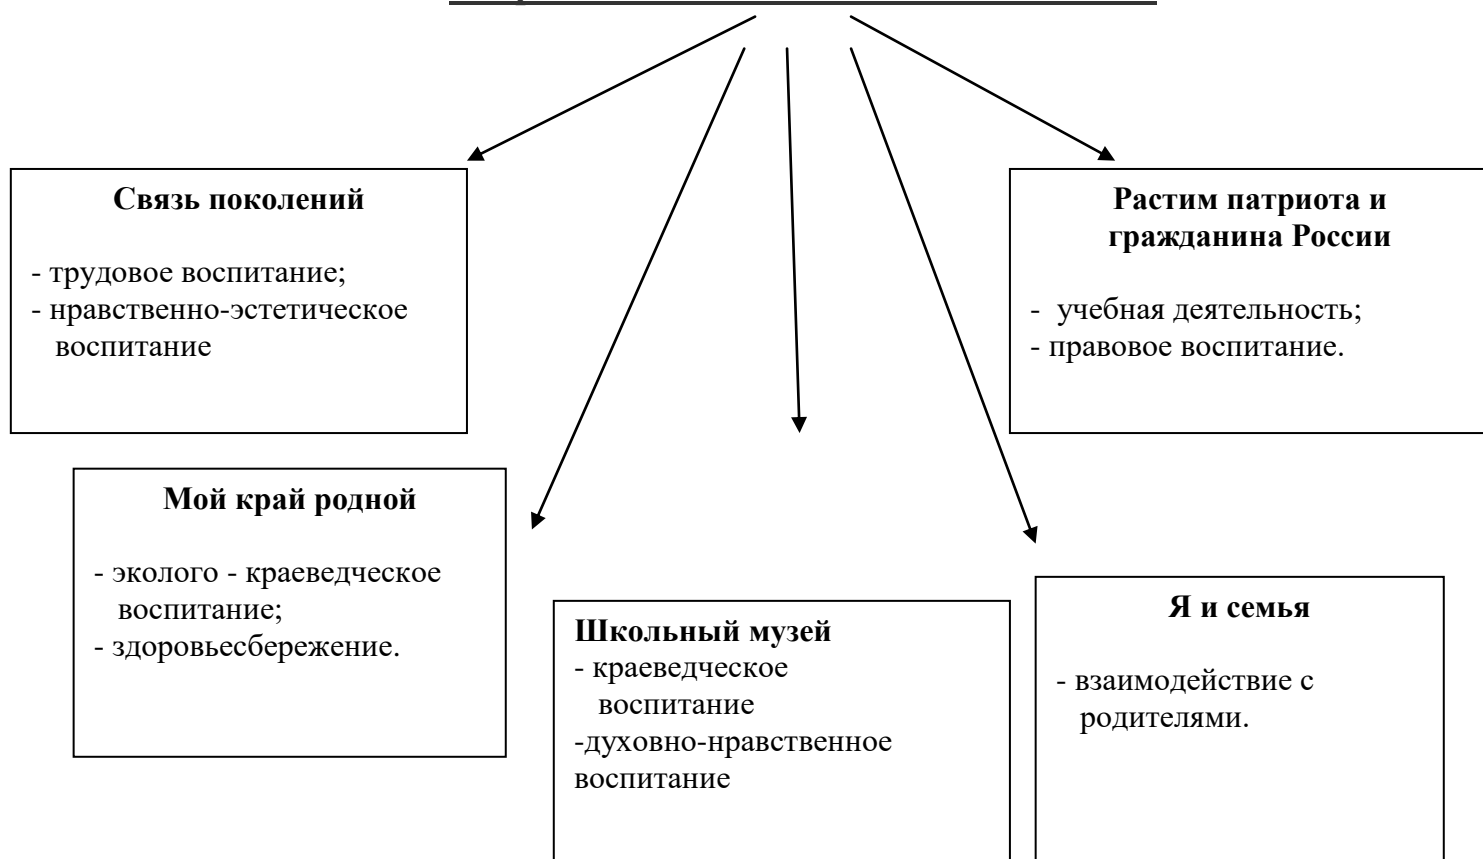 Связь поколений
- трудовое воспитание;
- нравственно-эстетическое
воспитание
Растим патриота и
гражданина России
- учебная деятельность;
- правовое воспитание.
Мой край родной
- эколого - краеведческое
воспитание;
- здоровьесбережение.
Школьный музей
- краеведческое
воспитание
-духовно-нравственное
воспитание
Я и семья
- взаимодействие с
родителями.